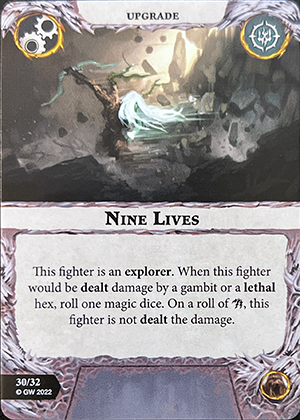 UPGRADE
NINE LIVES
This fighter is an explorer. When this fighter
would be dealt damage by a gambit or a lethal
hex, roll one magic dice. On a roll of , this
fighter is not dealt the damage.
30/32
© GW 2022